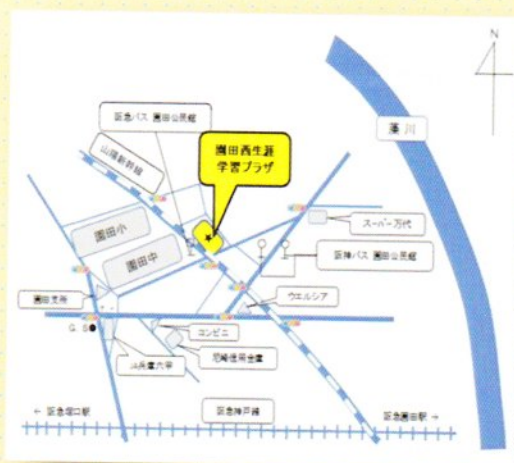 N
阪急バス 園田公民館
園田西生涯
学習プラザ
藻川
山陽新幹線
スーパー万代
園田小
園田中
阪神バス 園田公民館
園田支所
ウエルシア
G.S
コンビニ
JA兵庫六甲
尼崎信用金庫
← 阪急塚口駅
阪急神戸線
阪急園田駅 →